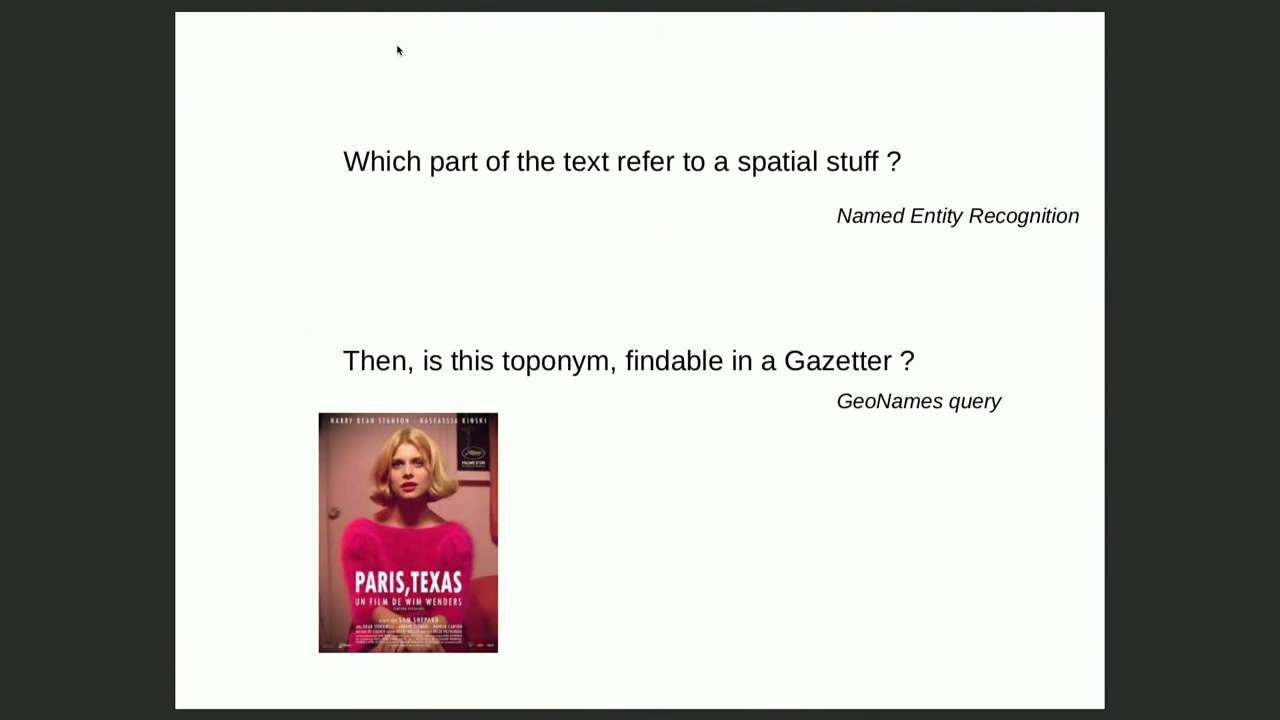 Which part of the text refer to a spatial stuff ?
Named Entity Recognition
Then, is this toponym, findable in a Gazetter ?
GeoNames query
HARRY DEAN STANTON · NASTASSJA KINSKI
PARIS,TEXAS
UN FILM DE WIM WENDERS
SAM SHEPARD